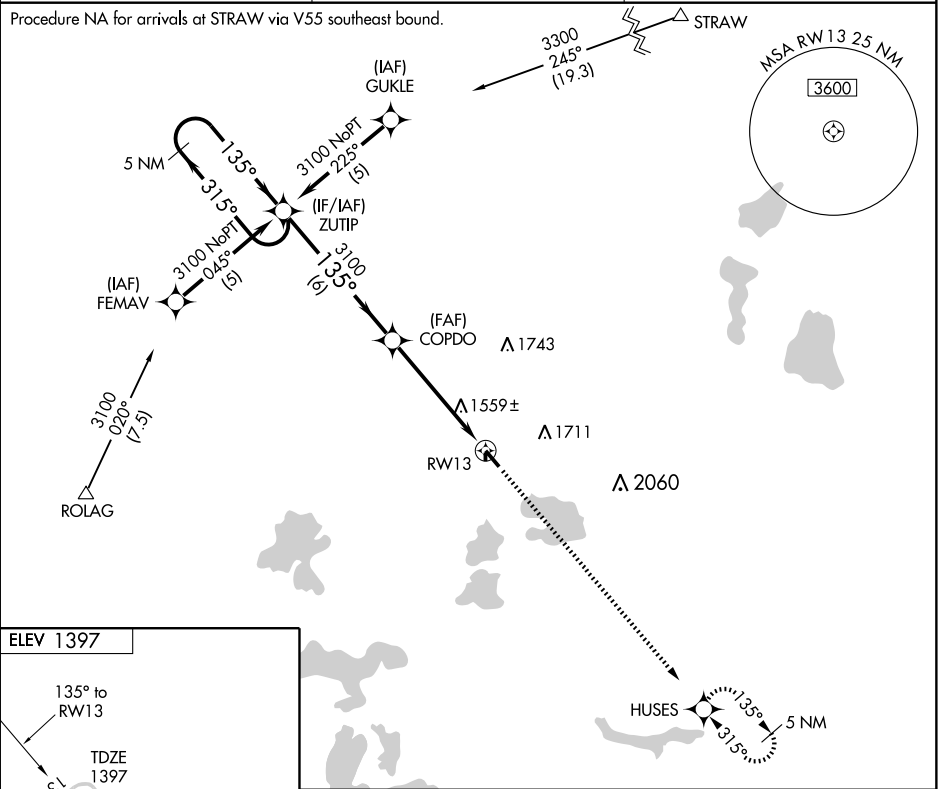 Procedure NA for arrivals at STRAW via V55 southeast bound.
STRAW
3300
245°
(19.3)
MSA RW13 25 NM
3600
(IAF)
GUKLE
3100 NoPT
225°
(5)
5 NM
135°
315°
(IF/IAF)
ZUTIP
3100 NoPT
045°
(5)
(IAF)
FEMAV
3100
135°
(6)
(FAF)
COPDO
1743
1559±
1711
RW13
2060
3100
020°
(7.5)
ROLAG
ELEV 1397
135° to
RW13
TDZE
1397
13
HUSES
135°
315°
5 NM